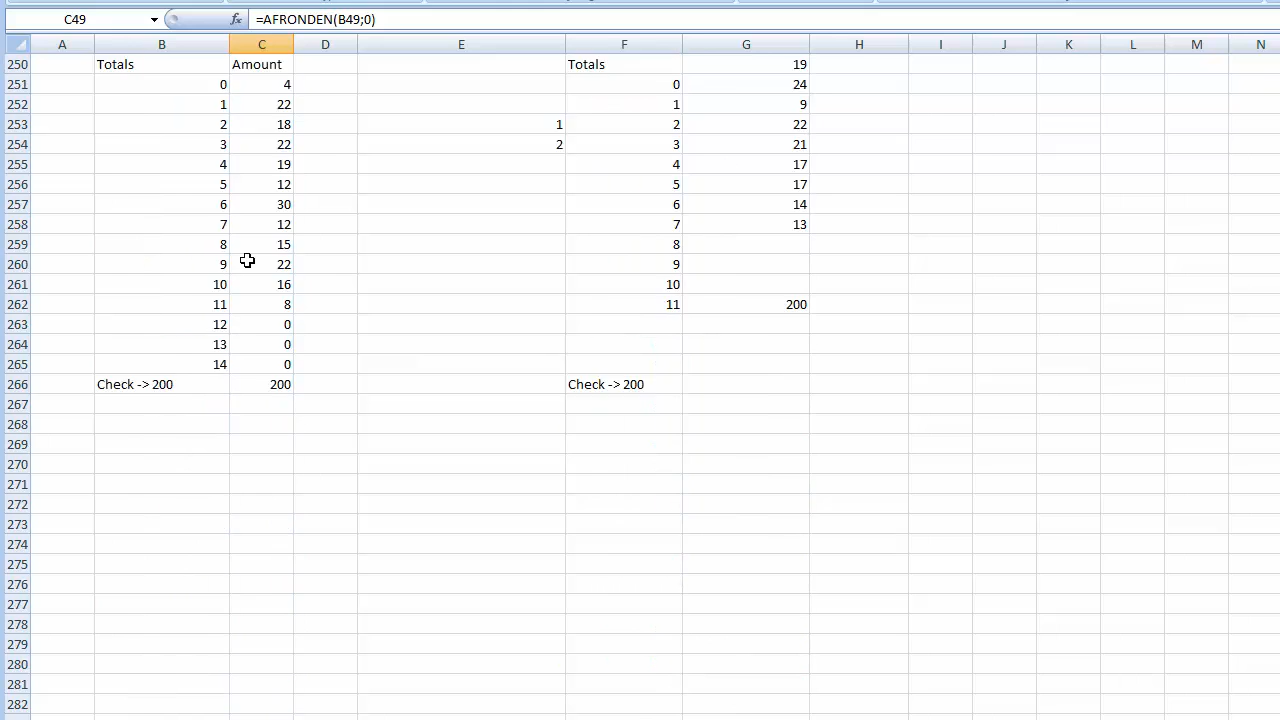 C49 fx =AFRONDEN(B49;0)
A B C D E F G H I J K L M N
250 Totals Amount Totals 19
251 0 4 0 24
252 1 22 1 9
253 2 18 1 2 22
254 3 22 2 3 21
255 4 19 4 17
256 5 12 5 17
257 6 30 6 14
258 7 12 7 13
259 8 15 8
260 9 22 9
261 10 16 10
262 11 8 11 200
263 12 0
264 13 0
265 14 0
266 Check -> 200 200 Check -> 200
267
268
269
270
271
272
273
274
275
276
277
278
279
280
281
282